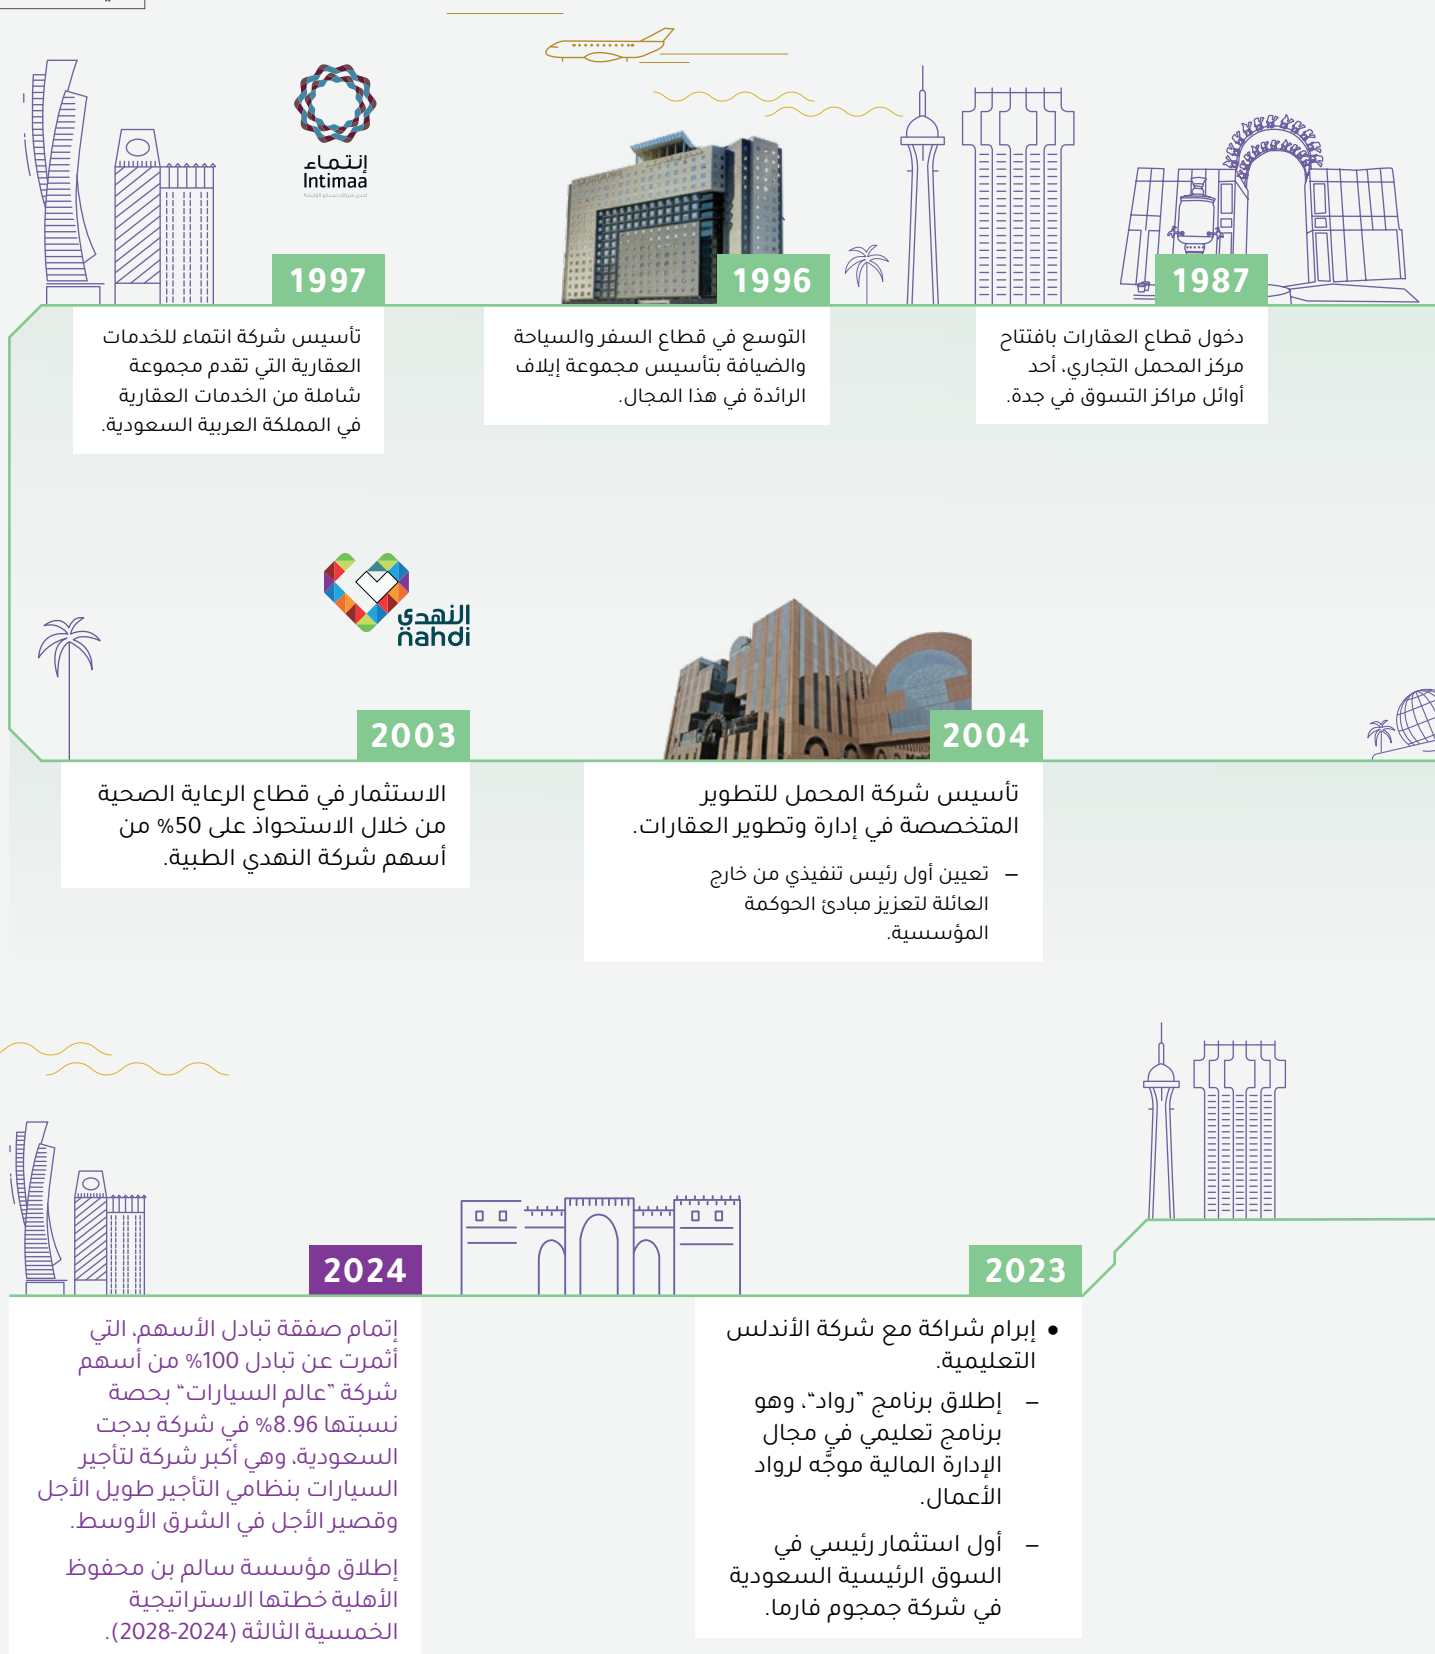 1987
دخول قطاع العقارات بافتتاح
مركز المحمل التجاري، أحد
أوائل مراكز التسوق في جدة.
1996
التوسع في قطاع السفر والسياحة
والضيافة بتأسيس مجموعة إيلاف
الرائدة في هذا المجال.
إنتماء
Intimaa
1997
تأسيس شركة انتماء للخدمات
العقارية التي تقدم مجموعة
شاملة من الخدمات العقارية
في المملكة العربية السعودية.
النهدي
nahdi
2003
الاستثمار في قطاع الرعاية الصحية
من خلال الاستحواذ على 50% من
أسهم شركة النهدي الطبية.
2004
تأسيس شركة المحمل للتطوير
المتخصصة في إدارة وتطوير العقارات.
– تعيين أول رئيس تنفيذي من خارج
العائلة لتعزيز مبادئ الحوكمة
المؤسسية.
2023
• إبرام شراكة مع شركة الأندلس
التعليمية.
– إطلاق برنامج "رواد"، وهو
برنامج تعليمي في مجال
الإدارة المالية موجَّه لرواد
الأعمال.
– أول استثمار رئيسي في
السوق الرئيسية السعودية
في شركة جمجوم فارما.
2024
إتمام صفقة تبادل الأسهم، التي
أثمرت عن تبادل 100% من أسهم
شركة "عالم السيارات" بحصة
نسبتها 8.96% في شركة بدجت
السعودية، وهي أكبر شركة لتأجير
السيارات بنظامي التأجير طويل الأجل
وقصير الأجل في الشرق الأوسط.
إطلاق مؤسسة سالم بن محفوظ
الأهلية خطتها الاستراتيجية
الخمسية الثالثة (2024-2028).